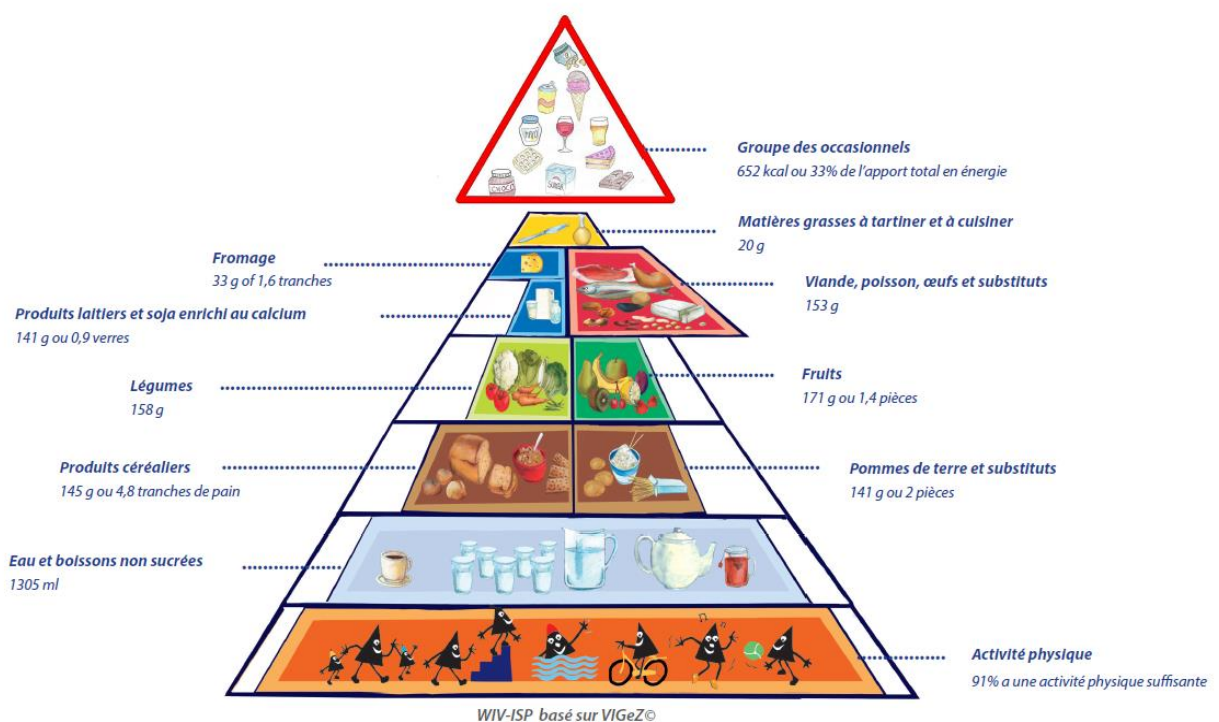 Groupe des occasionnels
652 kcal ou 33% de l'apport total en énergie
Matières grasses à tartiner et à cuisiner
20 g
Fromage
33 g of 1,6 tranches
Viande, poisson, œufs et substituts
153 g
Produits laitiers et soja enrichi au calcium
141 g ou 0,9 verres
Légumes
158 g
Fruits
171 g ou 1,4 pièces
Produits céréaliers
145 g ou 4,8 tranches de pain
Pommes de terre et substituts
141 g ou 2 pièces
Eau et boissons non sucrées
1305 ml
Activité physique
91% a une activité physique suffisante
WIV-ISP basé sur VIGeZ©
CHOCO